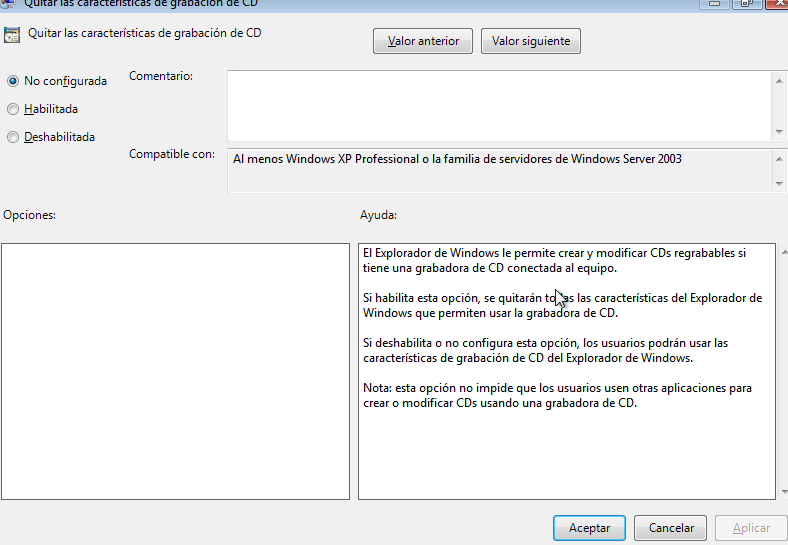 Quitar las características de grabación de CD
Quitar las características de grabación de CD
Valor anterior
Valor siguiente
No configurada
Comentario:
Habilitada
Deshabilitada
Compatible con:
Al menos Windows XP Professional o la familia de servidores de Windows Server 2003
Opciones:
Ayuda:
El Explorador de Windows le permite crear y modificar CDs regrabables si
tiene una grabadora de CD conectada al equipo.
Si habilita esta opción, se quitarán todas las características del Explorador de
Windows que permiten usar la grabadora de CD.
Si deshabilita o no configura esta opción, los usuarios podrán usar las
características de grabación de CD del Explorador de Windows.
Nota: esta opción no impide que los usuarios usen otras aplicaciones para
crear o modificar CDs usando una grabadora de CD.
Aceptar
Cancelar
Aplicar